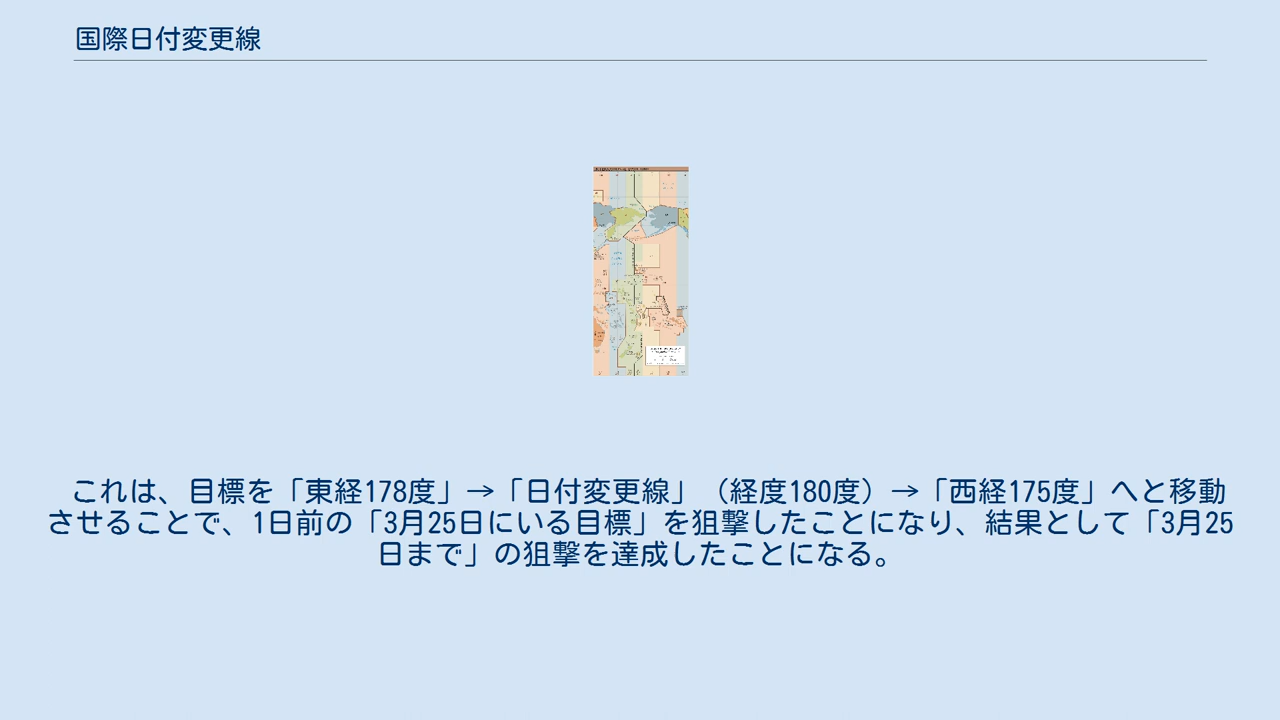 国際日付変更線
これは、目標を「東経178度」→「日付変更線」（経度180度）→「西経175度」へと移動
させることで、1日前の「3月25日にいる目標」を狙撃したことになり、結果として「3月25
日まで」の狙撃を達成したことになる。